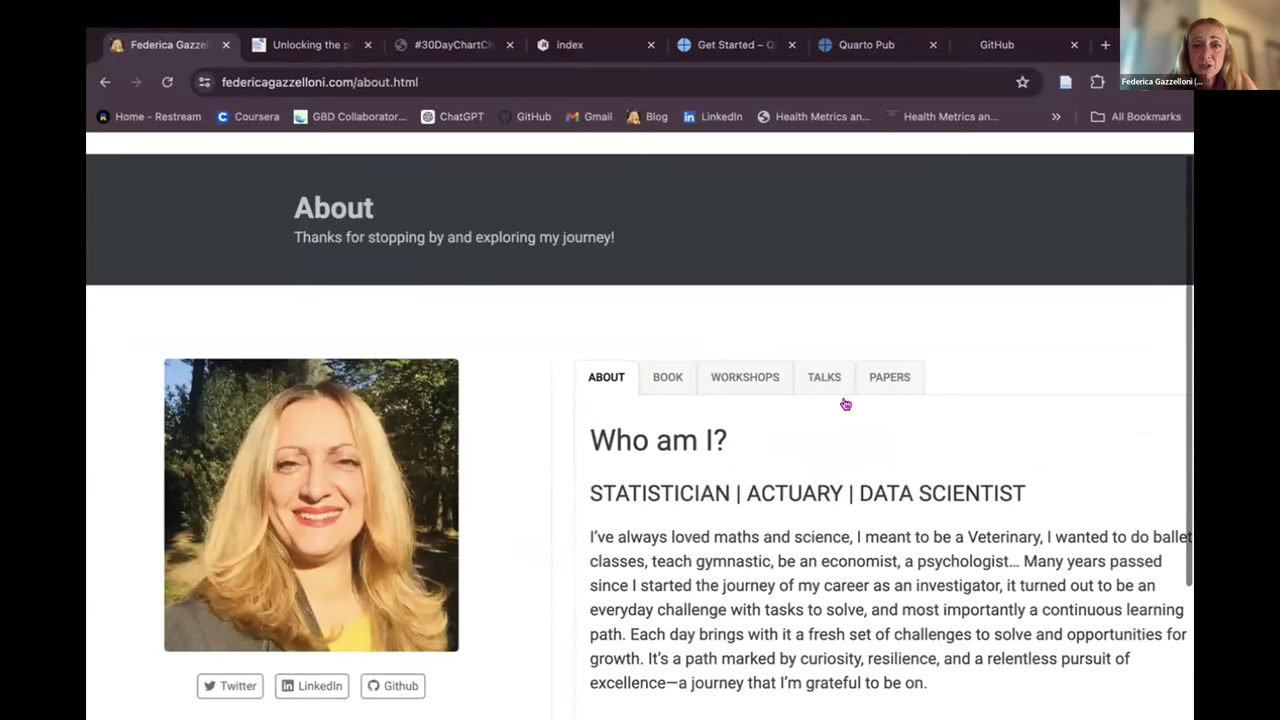 Federica Gazzel
Unlocking the p
#30DayChartCh
index
Get Started – Q
Quarto Pub
GitHub
federicagazzelloni.com/about.html
Home - Restream
Coursera
GBD Collaborator...
ChatGPT
GitHub
Gmail
Blog
LinkedIn
Health Metrics an...
Health Metrics an...
All Bookmarks
Federica Gazzelloni (...
About
Thanks for stopping by and exploring my journey!
ABOUT
BOOK
WORKSHOPS
TALKS
PAPERS
Who am I?
STATISTICIAN | ACTUARY | DATA SCIENTIST
I’ve always loved maths and science, I meant to be a Veterinary, I wanted to do ballet
classes, teach gymnastic, be an economist, a psychologist... Many years passed
since I started the journey of my career as an investigator, it turned out to be an
everyday challenge with tasks to solve, and most importantly a continuous learning
path. Each day brings with it a fresh set of challenges to solve and opportunities for
growth. It’s a path marked by curiosity, resilience, and a relentless pursuit of
excellence—a journey that I’m grateful to be on.
Twitter
LinkedIn
Github